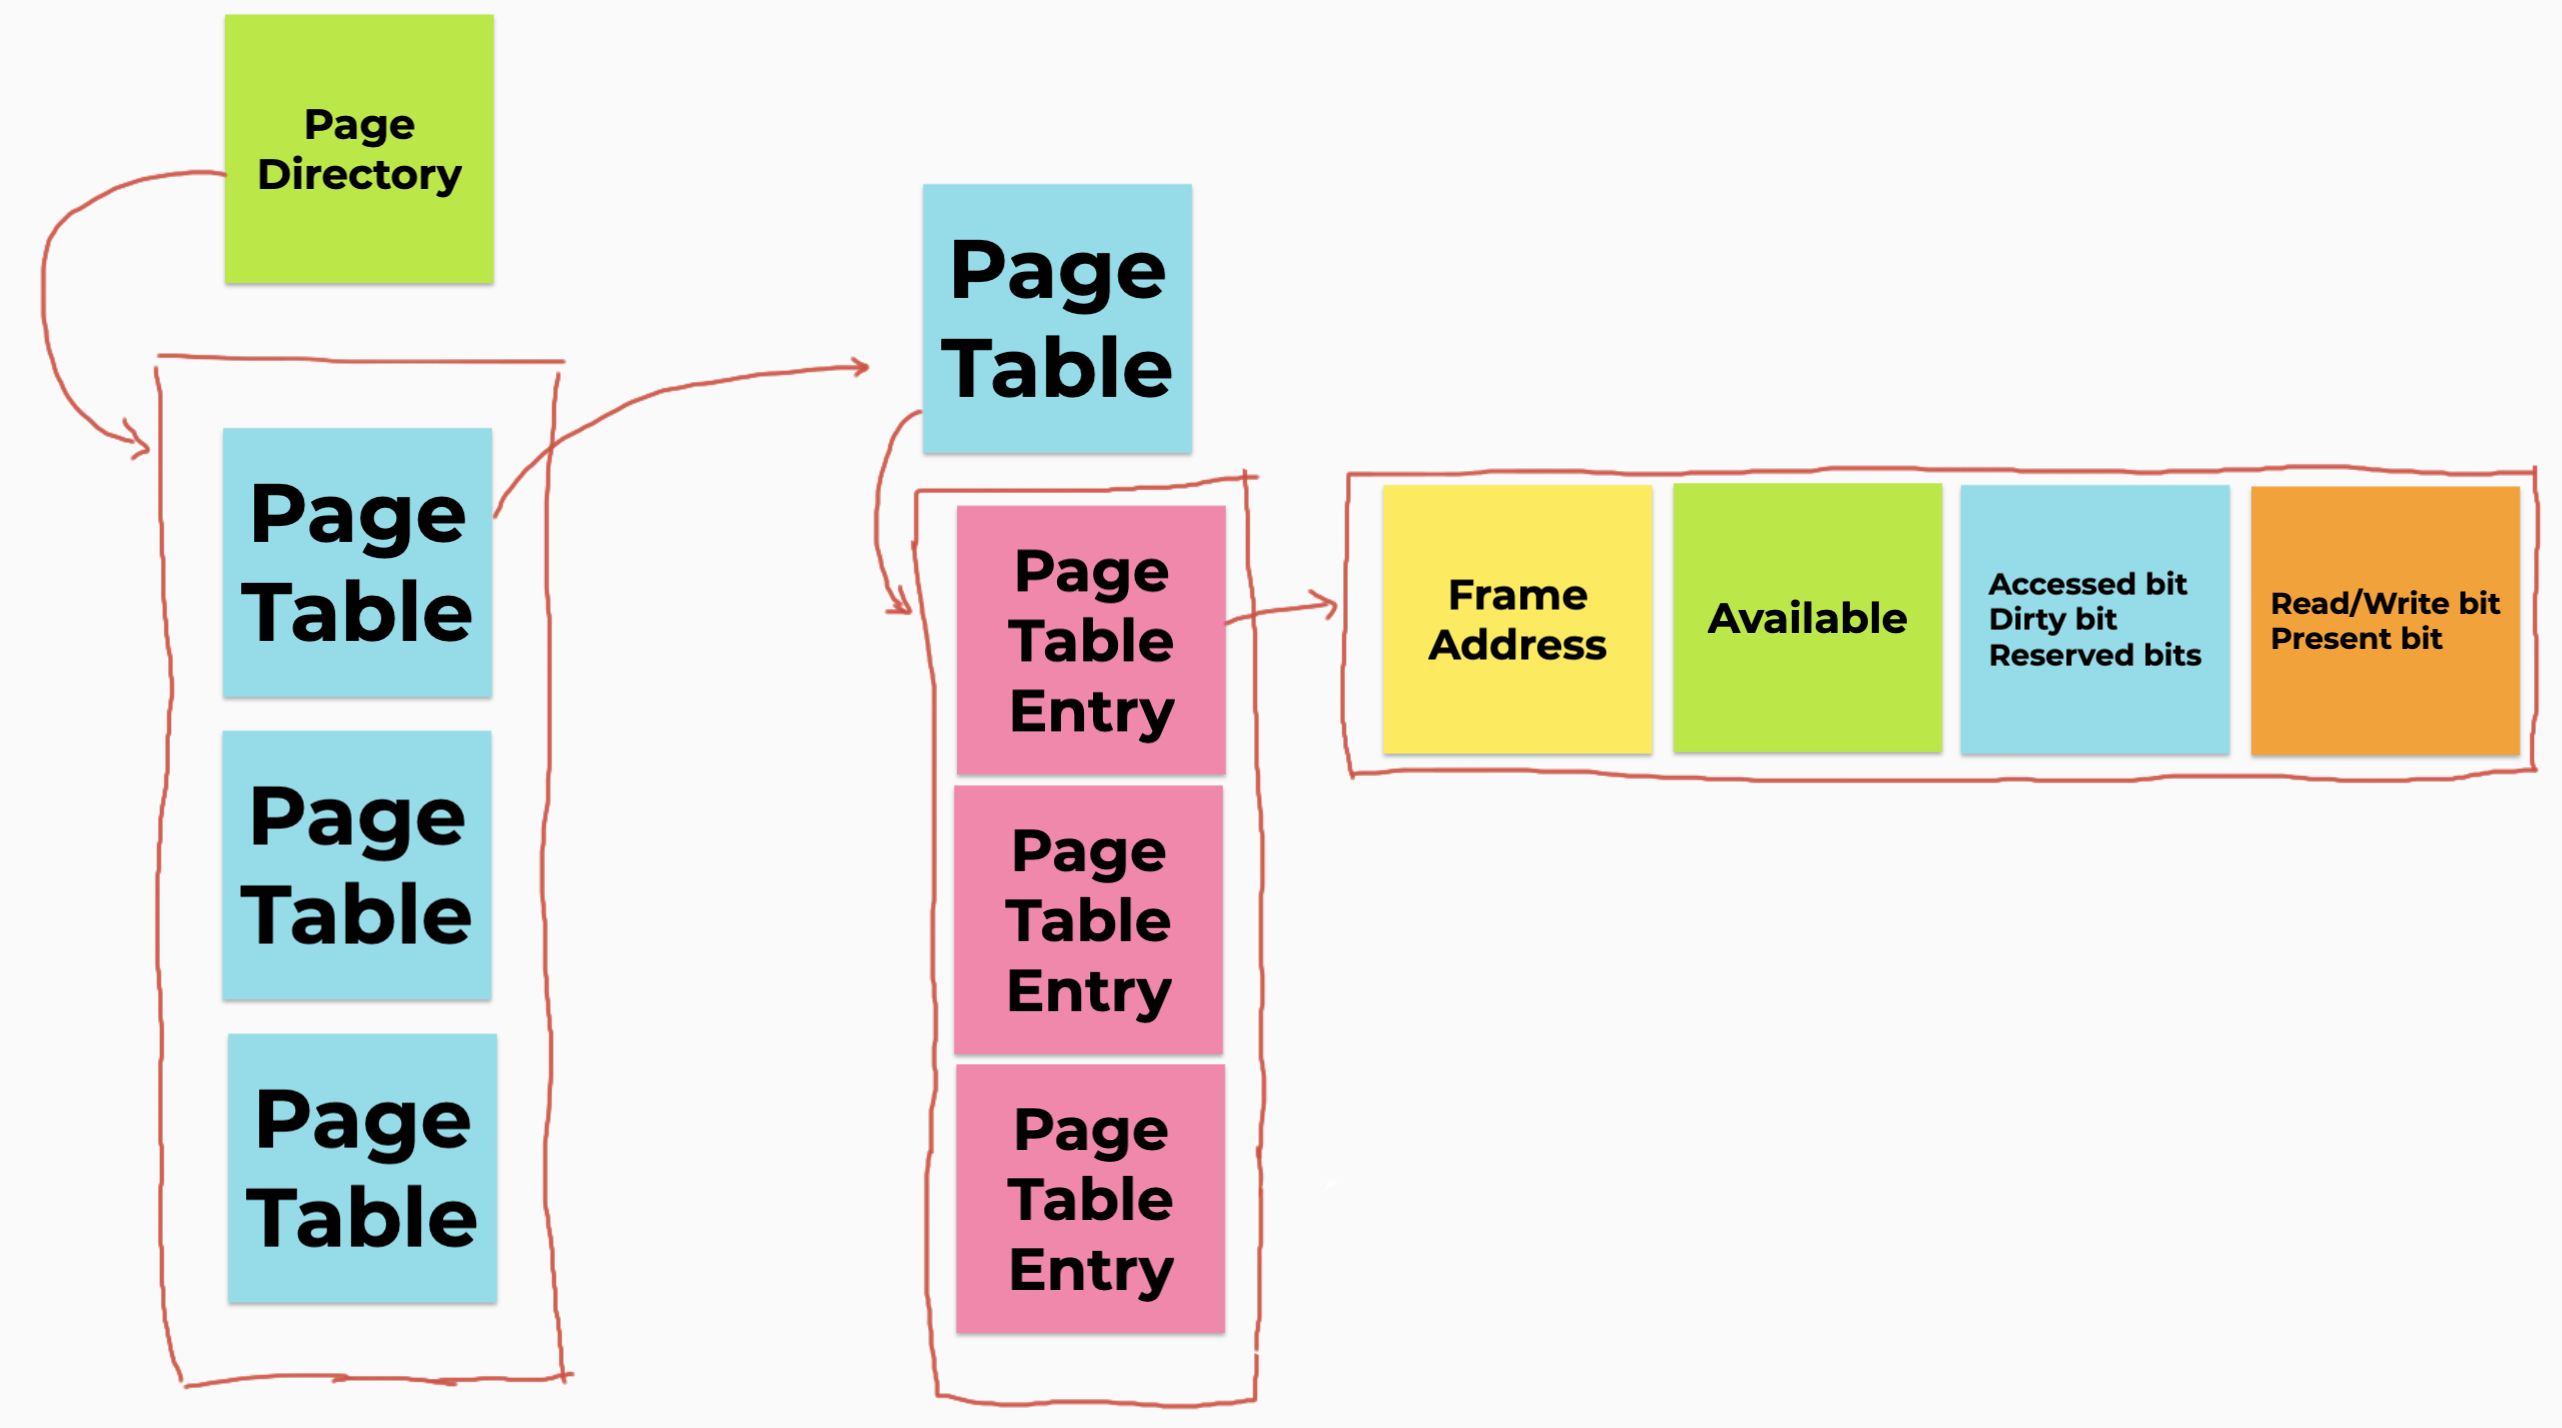 Page
Directory
Page
Table
Page
Table
Page
Table
Page
Table
Page
Table
Entry
Page
Table
Entry
Page
Table
Entry
Frame
Address
Available
Accessed bit
Dirty bit
Reserved bits
Read/Write bit
Present bit